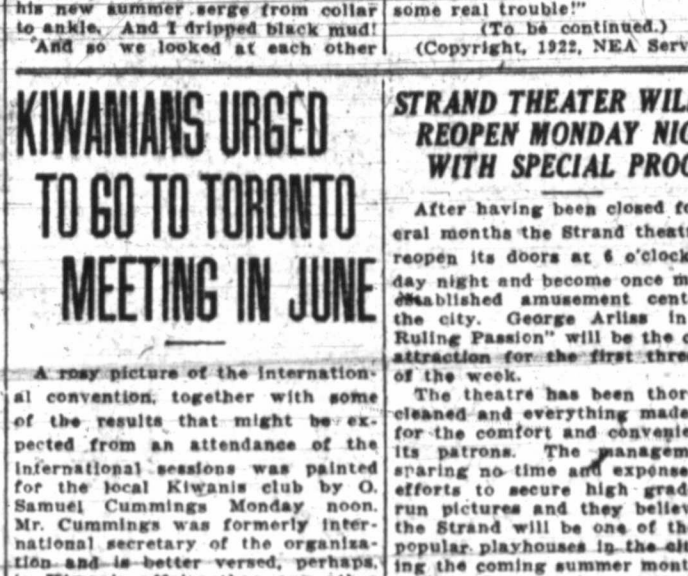 his new summer serge from collar
to ankle. And I dripped black mud!
And so we looked at each other
KIWANIANS URGED
TO GO TO TORONTO
MEETING IN JUNE
A rosy picture of the internation-
al convention, together with some
of the results that might be ex-
pected from an attendance of the
international sessions was painted
for the local Kiwanis club by O.
Samuel Cummings Monday noon.
Mr. Cummings was formerly inter-
national secretary of the organiza-
tion and is better versed, perhaps,
some real trouble!"
(To be continued.)
(Copyright, 1922, NEA Serv
STRAND THEATER WIL
REOPEN MONDAY NIG
WITH SPECIAL PROG
After having been closed fo
eral months the Strand theatr
reopen its doors at 6 o'clock
day night and become once m
established amusement cent
the city. George Arliss in
Ruling Passion" will be the
attraction for the first thre
of the week.
The theatre has been thor
cleaned and everything made
for the comfort and convenie
its patrons. The managem
sparing no time and expense
efforts to secure high grad
run pictures and they believ
the Strand will be one of th
popular playhouses in the cit
ing the coming summer mont